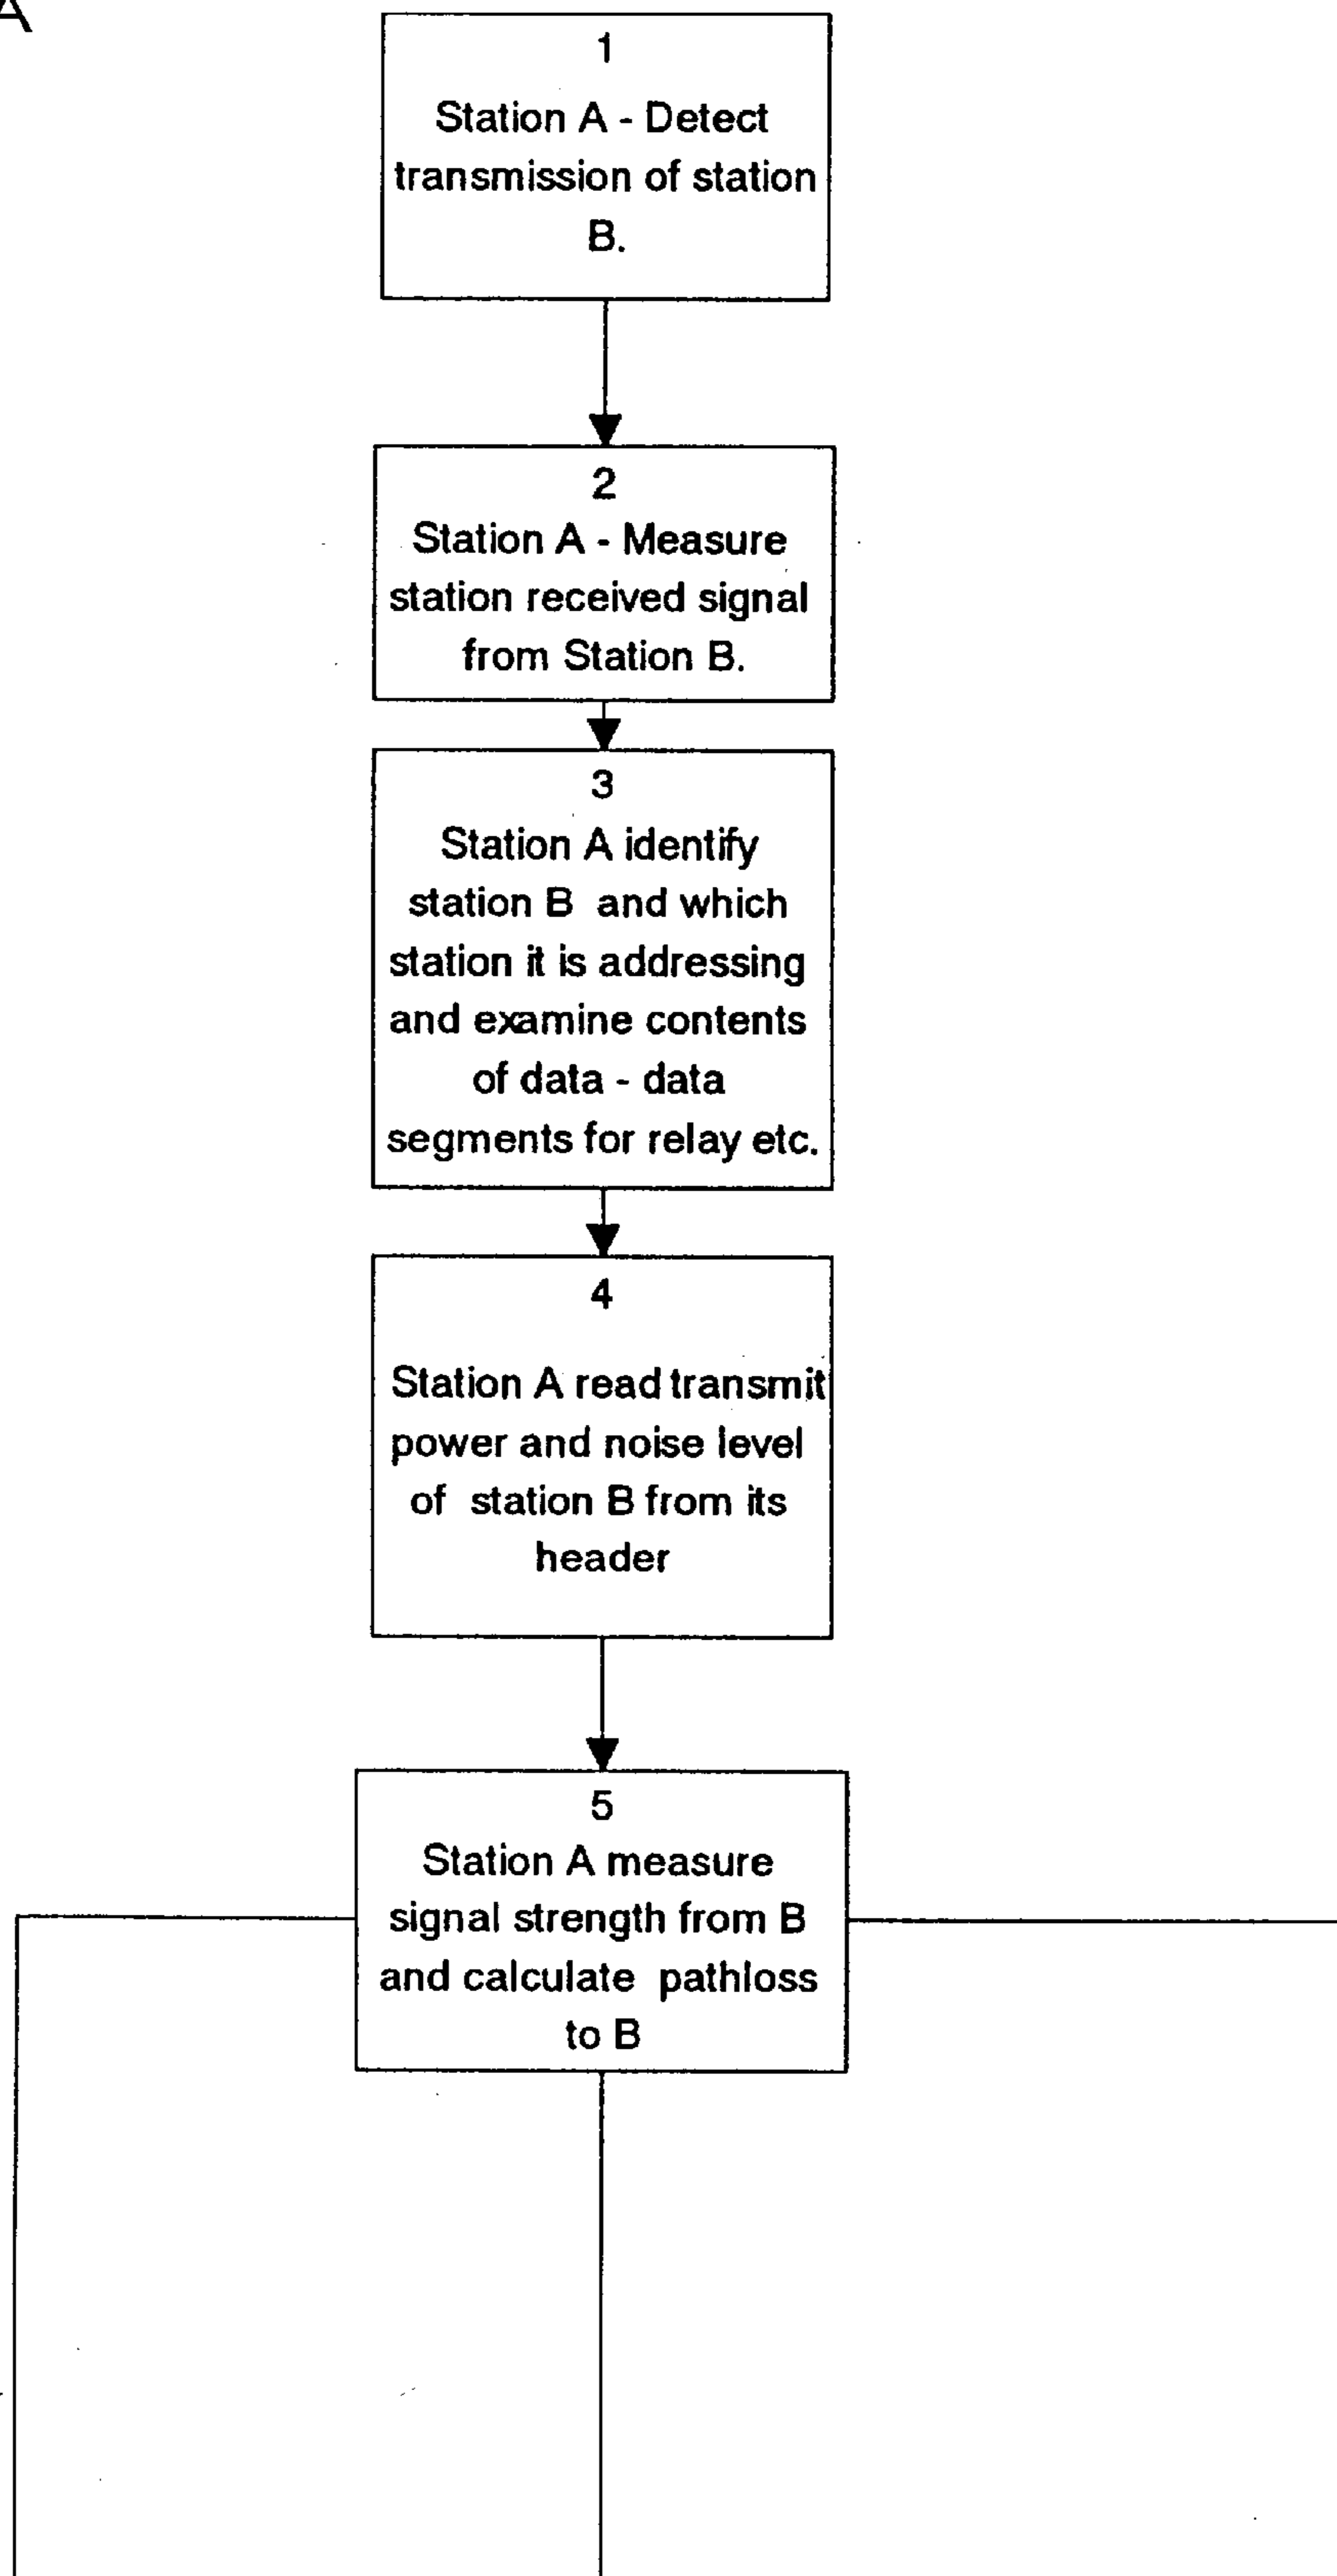 A
1
Station A - Detect
transmission of station
B.
2
Station A - Measure
station received signal
from Station B.
3
Station A identify
station B and which
station it is addressing
and examine contents
of data - data
segments for relay etc.
4
Station A read transmit
power and noise level
of station B from its
header
5
Station A measure
signal strength from B
and calculate pathloss
to B